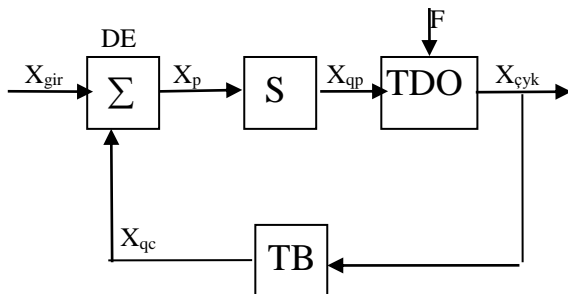 F
DE
X_gir
Σ
X_p
S
X_qp
TDO
X_çyk
X_qc
TB